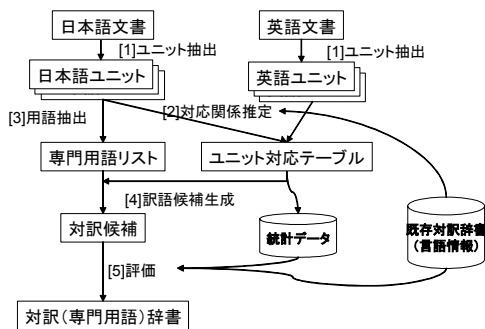 日本語文書
英語文書
[1]ユニット抽出
[1]ユニット抽出
日本語ユニット
英語ユニット
[3]用語抽出
[2]対応関係推定
専門用語リスト
ユニット対応テーブル
[4]訳語候補生成
対訳候補
統計データ
既存対訳辞書
(言語情報)
[5]評価
対訳(専門用語)辞書